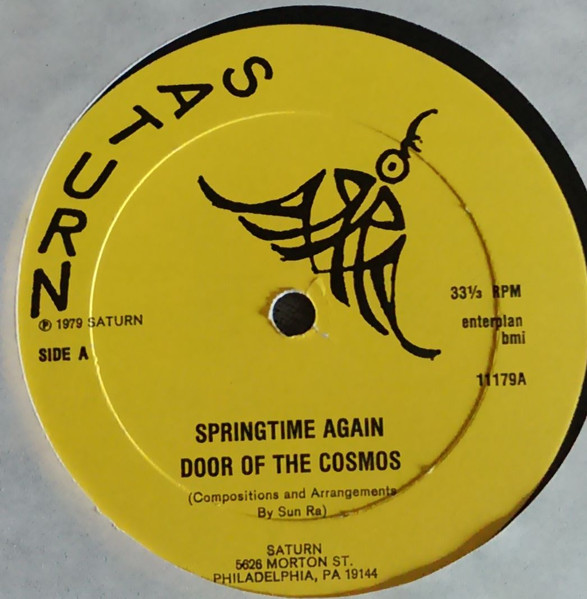 SATURN
℗ 1979 SATURN
SIDE A
33⅓ RPM
enterplan
bmi
11179A
SPRINGTIME AGAIN
DOOR OF THE COSMOS
(Compositions and Arrangements
By Sun Ra)
SATURN
5626 MORTON ST.
PHILADELPHIA, PA 19144